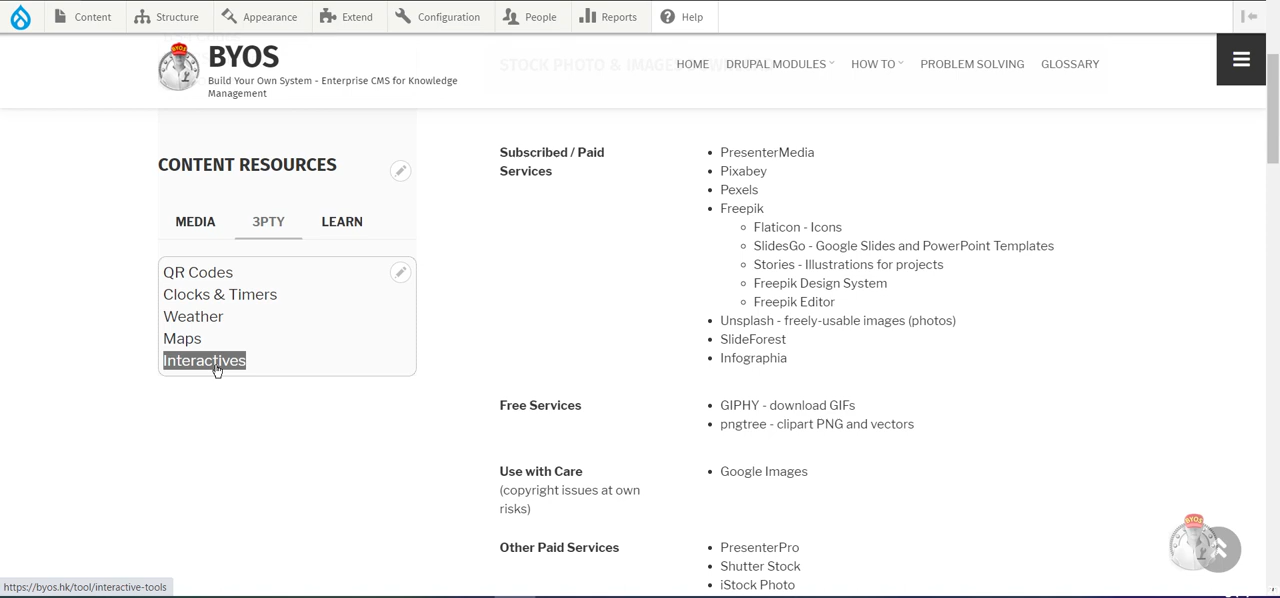 Content
Structure
Appearance
Extend
Configuration
People
Reports
Help
BYOS
Build Your Own System - Enterprise CMS for Knowledge
Management
HOME
DRUPAL MODULES
HOW TO
PROBLEM SOLVING
GLOSSARY
STOCK PHOTO & IMAGE
CONTENT RESOURCES
MEDIA
3PTY
LEARN
QR Codes
Clocks & Timers
Weather
Maps
Interactives
Subscribed / Paid
Services
PresenterMedia
Pixabey
Pexels
Freepik
Flaticon - Icons
SlidesGo - Google Slides and PowerPoint Templates
Stories - Illustrations for projects
Freepik Design System
Freepik Editor
Unsplash - freely-usable images (photos)
SlideForest
Infographia
Free Services
GIPHY - download GIFs
pngtree - clipart PNG and vectors
Use with Care
(copyright issues at own
risks)
Google Images
Other Paid Services
PresenterPro
Shutter Stock
iStock Photo
BYOS
https://byos.hk/tool/interactive-tools